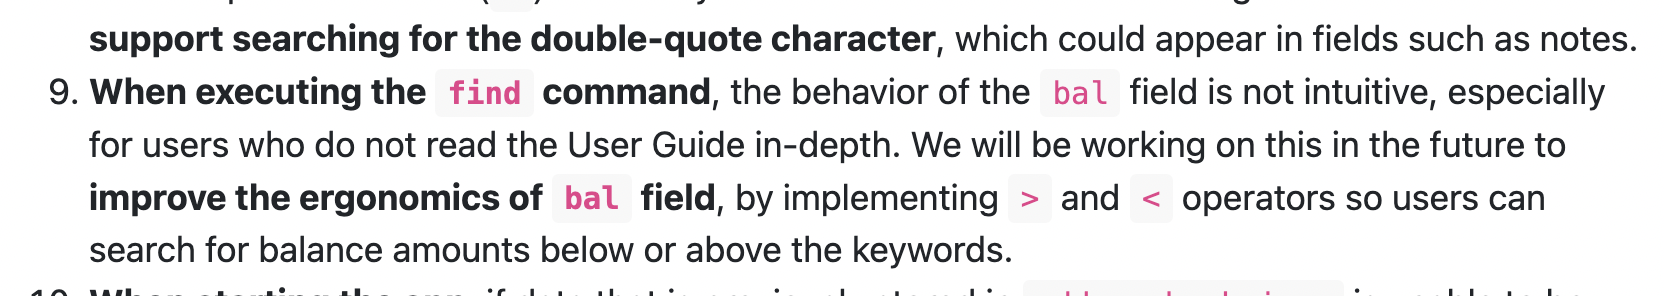 support searching for the double-quote character, which could appear in fields such as notes.
9. When executing the find command, the behavior of the bal field is not intuitive, especially
for users who do not read the User Guide in-depth. We will be working on this in the future to
improve the ergonomics of bal field, by implementing > and < operators so users can
search for balance amounts below or above the keywords.